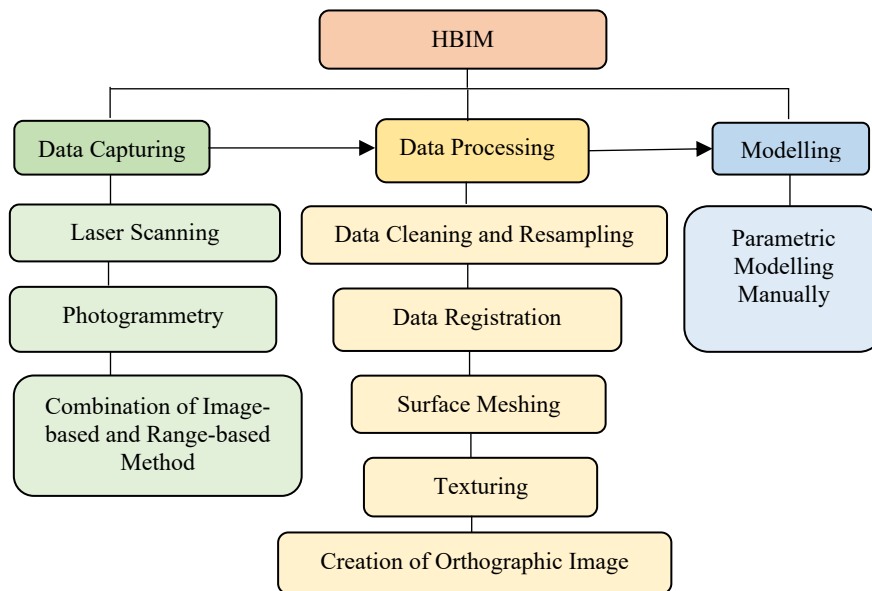 HBIM
Data Capturing
Data Processing
Modelling
Laser Scanning
Photogrammetry
Combination of Image-
based and Range-based
Method
Data Cleaning and Resampling
Data Registration
Surface Meshing
Texturing
Creation of Orthographic Image
Parametric
Modelling
Manually